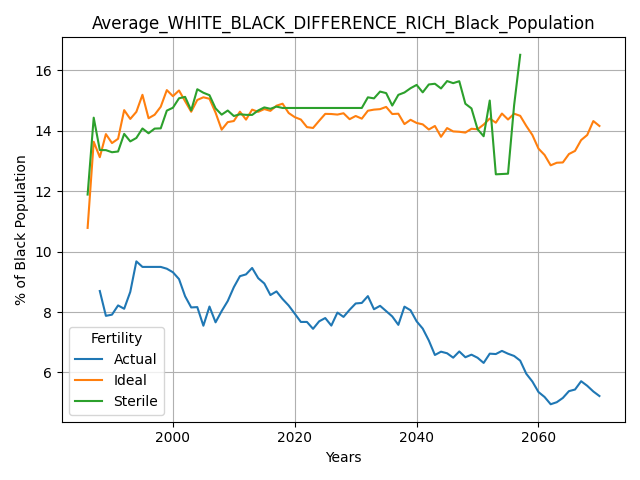 Average_WHITE_BLACK_DIFFERENCE_RICH_Black_Population
% of Black Population
16
14
12
10
8
6
Fertility
Actual
Ideal
Sterile
2000 2020 2040 2060
Years